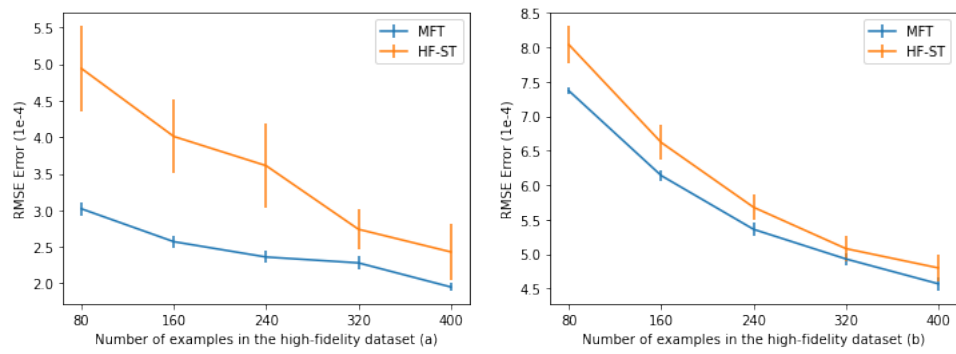 5.5
5.0
4.5
4.0
3.5
3.0
2.5
2.0
RMSE Error (1e-4)
MFT
HF-ST
80 160 240 320 400
Number of examples in the high-fidelity dataset (a)
8.5
8.0
7.5
7.0
6.5
6.0
5.5
5.0
4.5
RMSE Error (1e-4)
MFT
HF-ST
80 160 240 320 400
Number of examples in the high-fidelity dataset (b)